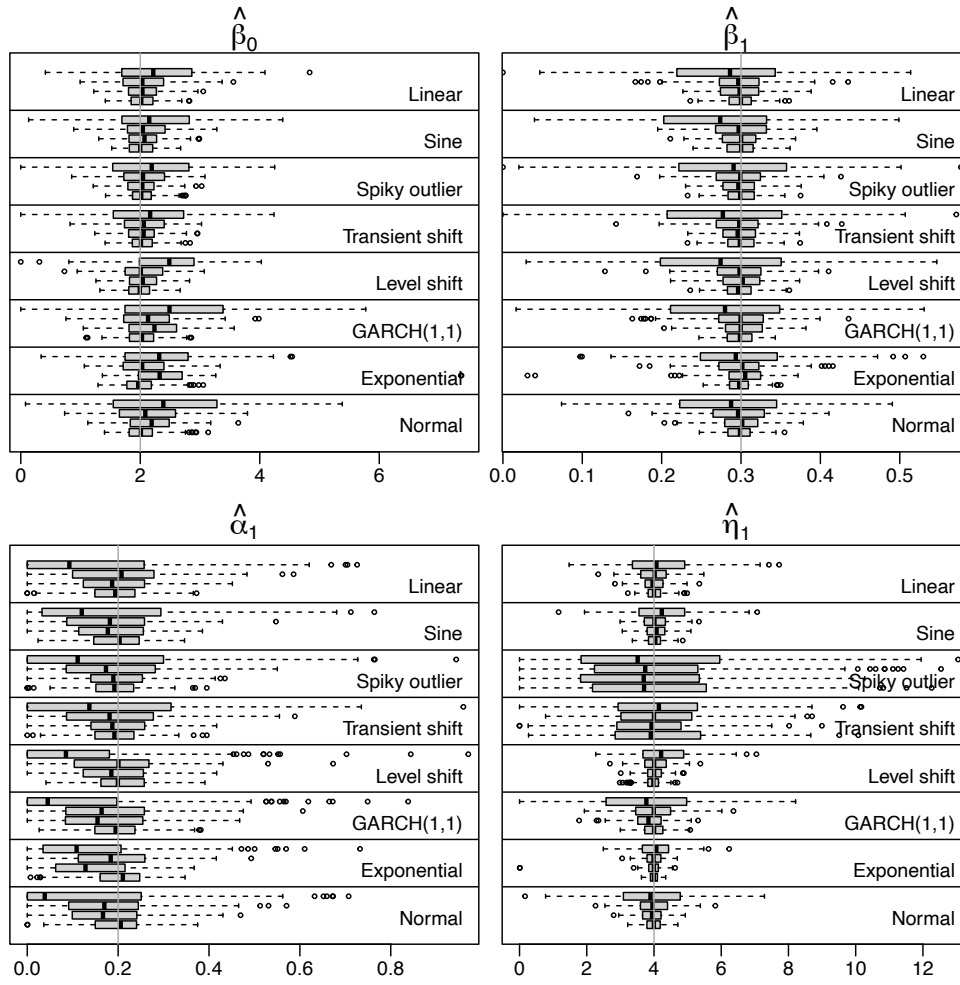 β̂₀
Linear
Sine
Spiky outlier
Transient shift
Level shift
GARCH(1,1)
Exponential
Normal
0 2 4 6
β̂₁
Linear
Sine
Spiky outlier
Transient shift
Level shift
GARCH(1,1)
Exponential
Normal
0.0 0.1 0.2 0.3 0.4 0.5
α̂₁
Linear
Sine
Spiky outlier
Transient shift
Level shift
GARCH(1,1)
Exponential
Normal
0.0 0.2 0.4 0.6 0.8
η̂₁
Linear
Sine
Spiky outlier
Transient shift
Level shift
GARCH(1,1)
Exponential
Normal
0 2 4 6 8 10 12